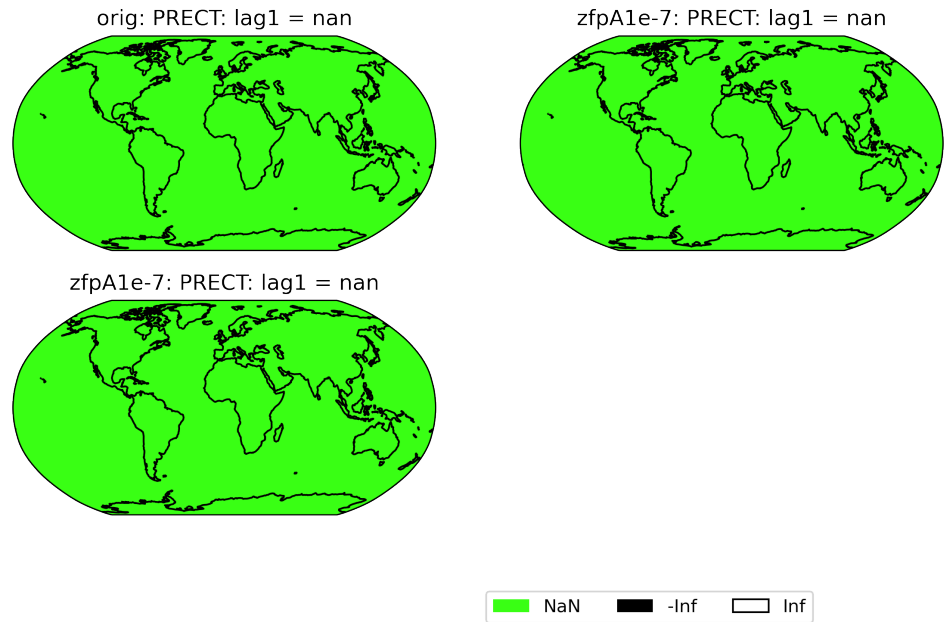 orig: PRECT: lag1 = nan
zfpA1e-7: PRECT: lag1 = nan
zfpA1e-7: PRECT: lag1 = nan
NaN -Inf Inf